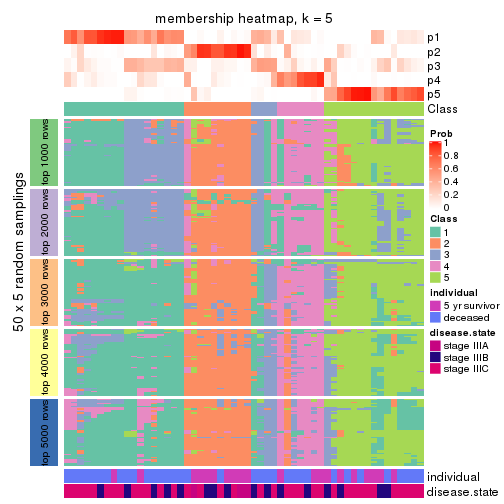 membership heatmap, k = 5
p1
p2
p3
p4
p5
Class
50 x 5 random samplings
top 1000 rows
top 2000 rows
top 3000 rows
top 4000 rows
top 5000 rows
individual
disease.state
Prob
1
0.8
0.6
0.4
0.2
0
Class
1
2
3
4
5
individual
5 yr survivor
deceased
disease.state
stage IIIA
stage IIIB
stage IIIC